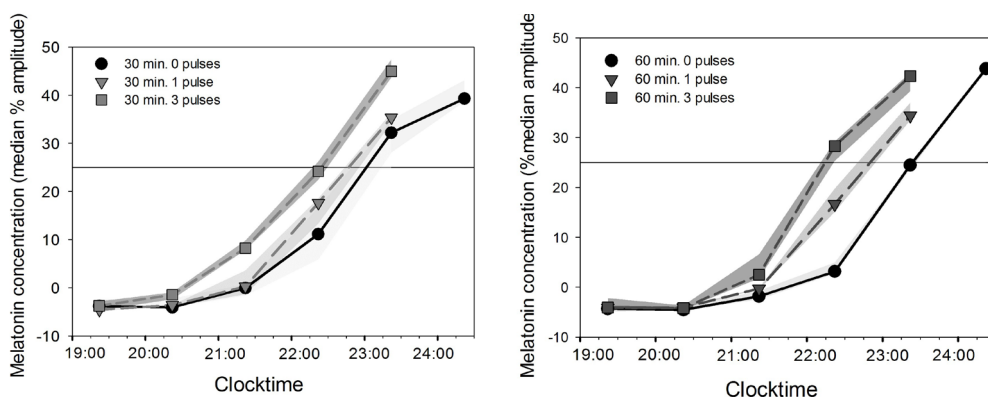 Melatonin concentration (median % amplitude)
50
40
30
20
10
0
-10
30 min. 0 pulses
30 min. 1 pulse
30 min. 3 pulses
19:00 20:00 21:00 22:00 23:00 24:00
Clocktime
Melatonin concentration (%median amplitude
50
40
30
20
10
0
-10
60 min. 0 pulses
60 min. 1 pulse
60 min. 3 pulses
19:00 20:00 21:00 22:00 23:00 24:00
Clocktime